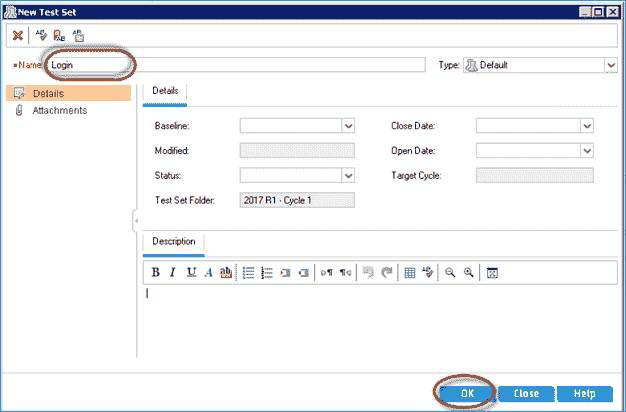 New Test Set
Name: Login Type: Default
Details
Attachments
Details
Baseline: Close Date:
Modified: Open Date:
Status: Target Cycle:
Test Set Folder: 2017 R1 - Cycle 1
Description
B I U A ab
OK Close Help